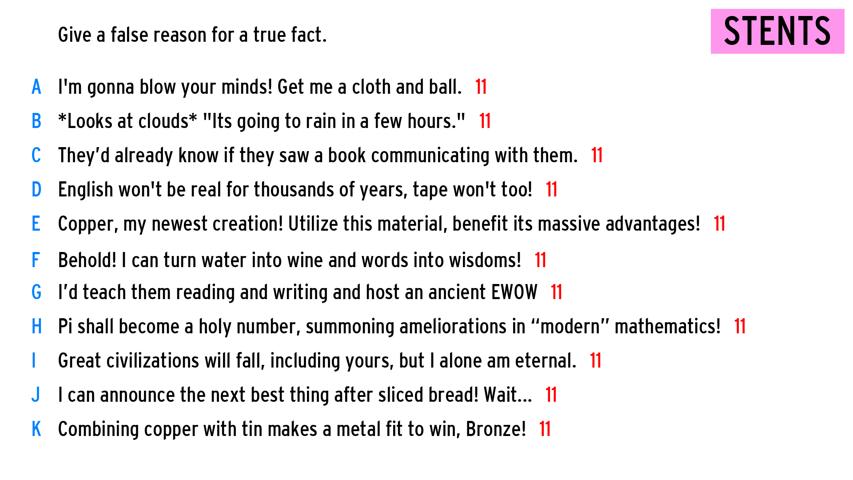 Give a false reason for a true fact.
STENTS
A I'm gonna blow your minds! Get me a cloth and ball. 11
B *Looks at clouds* "Its going to rain in a few hours." 11
C They’d already know if they saw a book communicating with them. 11
D English won't be real for thousands of years, tape won't too! 11
E Copper, my newest creation! Utilize this material, benefit its massive advantages! 11
F Behold! I can turn water into wine and words into wisdoms! 11
G I’d teach them reading and writing and host an ancient EWOW 11
H Pi shall become a holy number, summoning ameliorations in “modern” mathematics! 11
I Great civilizations will fall, including yours, but I alone am eternal. 11
J I can announce the next best thing after sliced bread! Wait... 11
K Combining copper with tin makes a metal fit to win, Bronze! 11